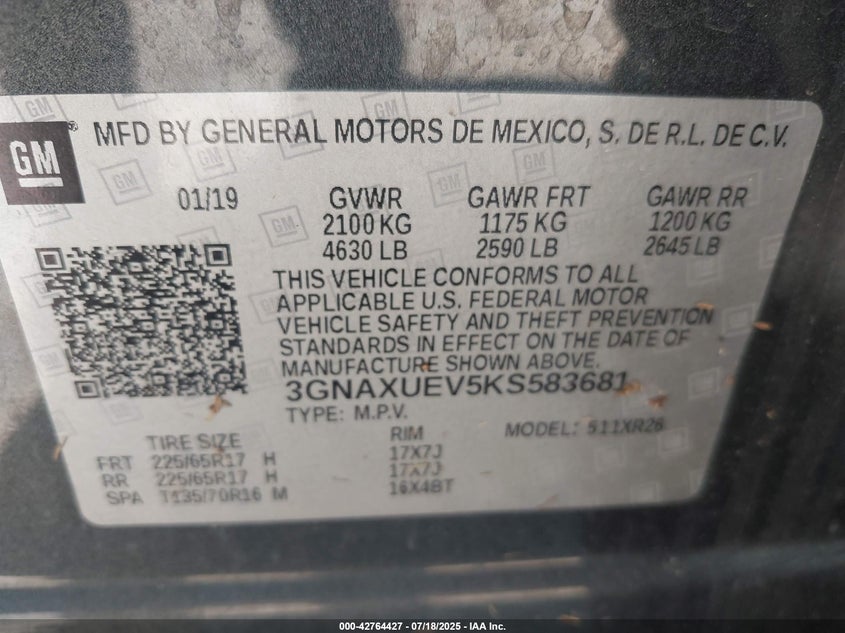 GM
MFD BY GENERAL MOTORS DE MEXICO, S. DE R.L. DE C.V.
01/19 GVWR GAWR FRT GAWR RR
2100 KG 1175 KG 1200 KG
4630 LB 2590 LB 2645 LB
THIS VEHICLE CONFORMS TO ALL
APPLICABLE U.S. FEDERAL MOTOR
VEHICLE SAFETY AND THEFT PREVENTION
STANDARDS IN EFFECT ON THE DATE OF
MANUFACTURE SHOWN ABOVE.
3GNAXUEV5KS583681
TYPE: M.P.V. MODEL: 511XR26
TIRE SIZE RIM
FRT 225/65R17 H 17X7J
RR 225/65R17 H 17X7J
SPA T135/70R16 M 16X4BT
000-42764427 - 07/18/2025 - IAA Inc.